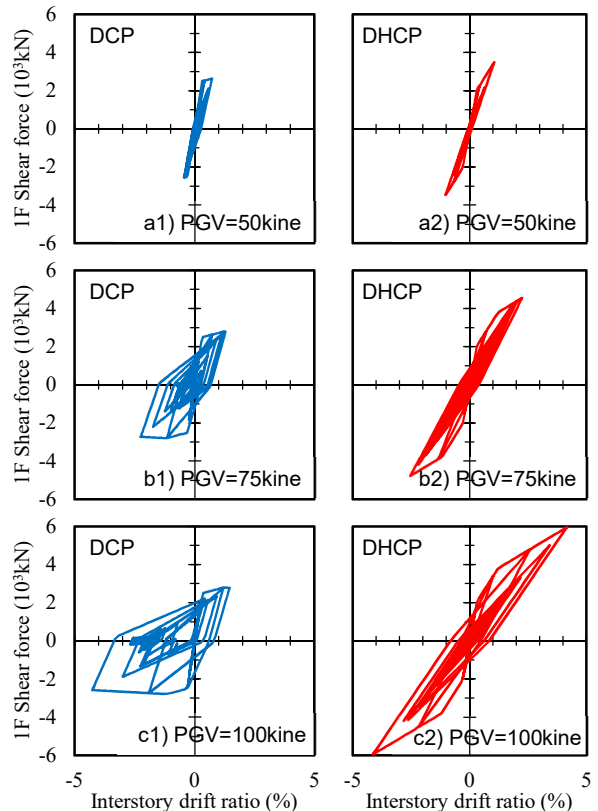 6
4
2
0
-2
-4
-6
1F Shear force (10³kN)
DCP
a1) PGV=50kine
DHCP
a2) PGV=50kine
6
4
2
0
-2
-4
-6
1F Shear force (10³kN)
DCP
b1) PGV=75kine
DHCP
b2) PGV=75kine
6
4
2
0
-2
-4
-6
1F Shear force (10³kN)
DCP
c1) PGV=100kine
DHCP
c2) PGV=100kine
-5 0 5
-5 0 5
Interstory drift ratio (%)
Interstory drift ratio (%)